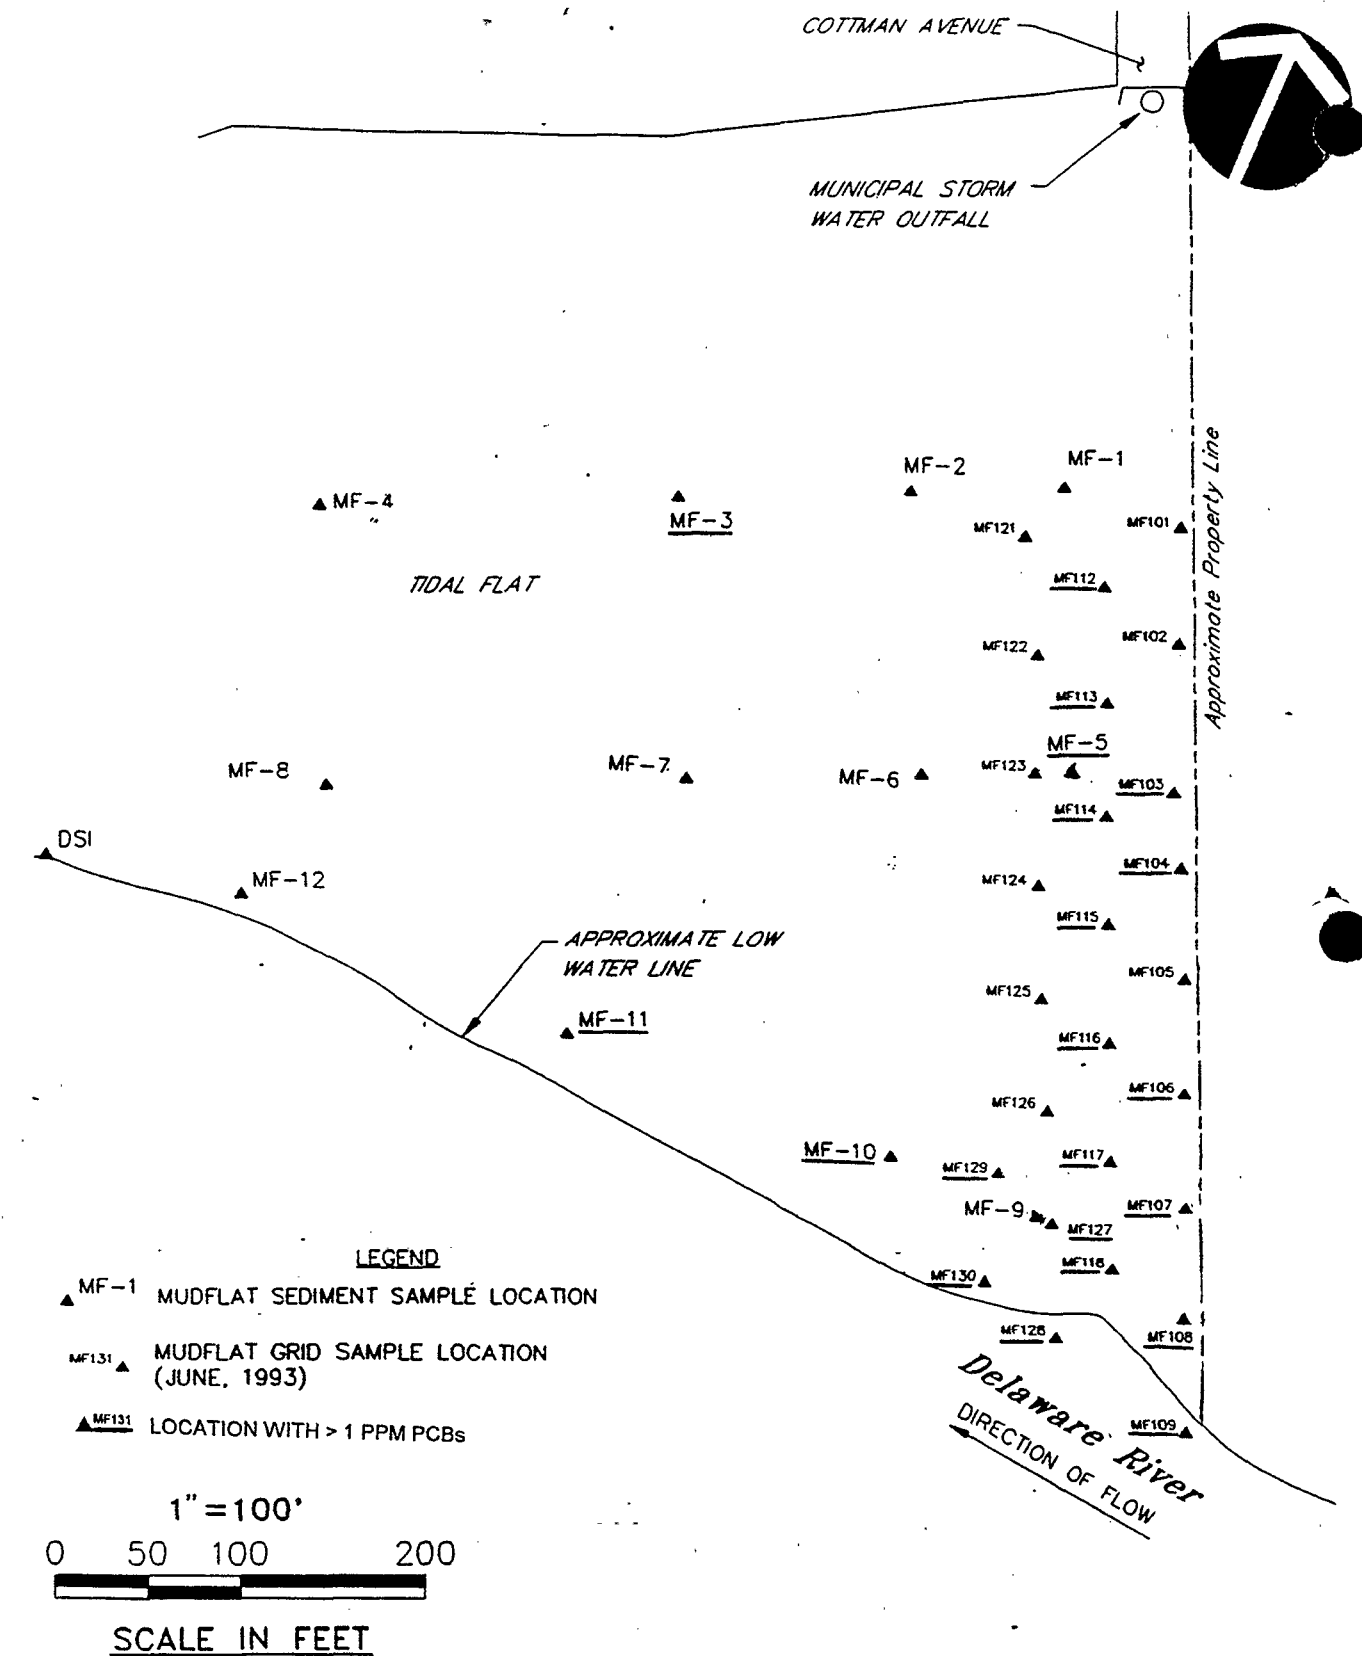 COTTMAN AVENUE
MUNICIPAL STORM
WATER OUTFALL
Approximate Property Line
MF-2
MF-1
MF-4
MF-3
MF121
MF101
TIDAL FLAT
MF112
MF122
MF102
MF113
MF-5
MF-8
MF-7
MF-6
MF123
MF103
MF114
DSI
MF-12
MF124
MF104
MF115
APPROXIMATE LOW
WATER LINE
MF125
MF105
MF-11
MF116
MF126
MF106
MF-10
MF129
MF117
MF-9
MF127
MF107
MF130
MF118
MF128
MF108
MF109
Delaware River
DIRECTION OF FLOW
LEGEND
MF-1 MUDFLAT SEDIMENT SAMPLE LOCATION
MF131 MUDFLAT GRID SAMPLE LOCATION
(JUNE, 1993)
MF131 LOCATION WITH > 1 PPM PCBs
1"=100'
0 50 100 200
SCALE IN FEET